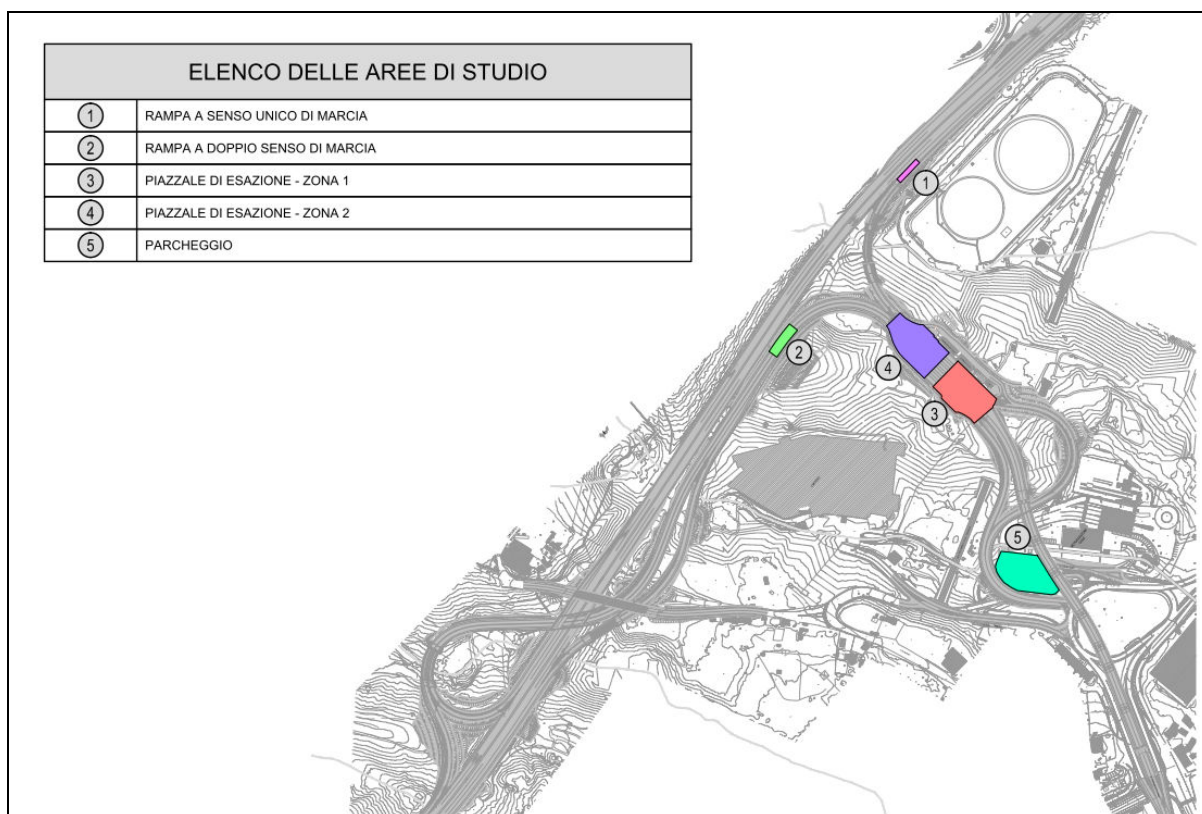 ELENCO DELLE AREE DI STUDIO
1 RAMPA A SENSO UNICO DI MARCIA
2 RAMPA A DOPPIO SENSO DI MARCIA
3 PIAZZALE DI ESAZIONE - ZONA 1
4 PIAZZALE DI ESAZIONE - ZONA 2
5 PARCHEGGIO
1
2
4
3
5